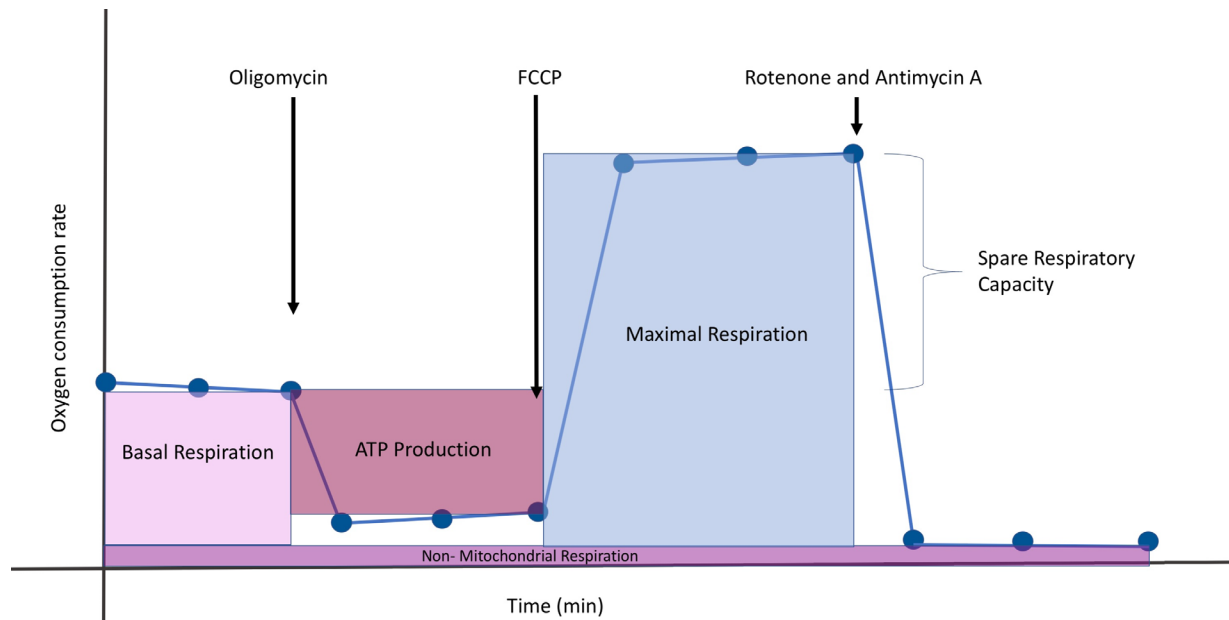 Oligomycin
FCCP
Rotenone and Antimycin A
Oxygen consumption rate
Spare Respiratory
Capacity
Maximal Respiration
Basal Respiration
ATP Production
Non- Mitochondrial Respiration
Time (min)